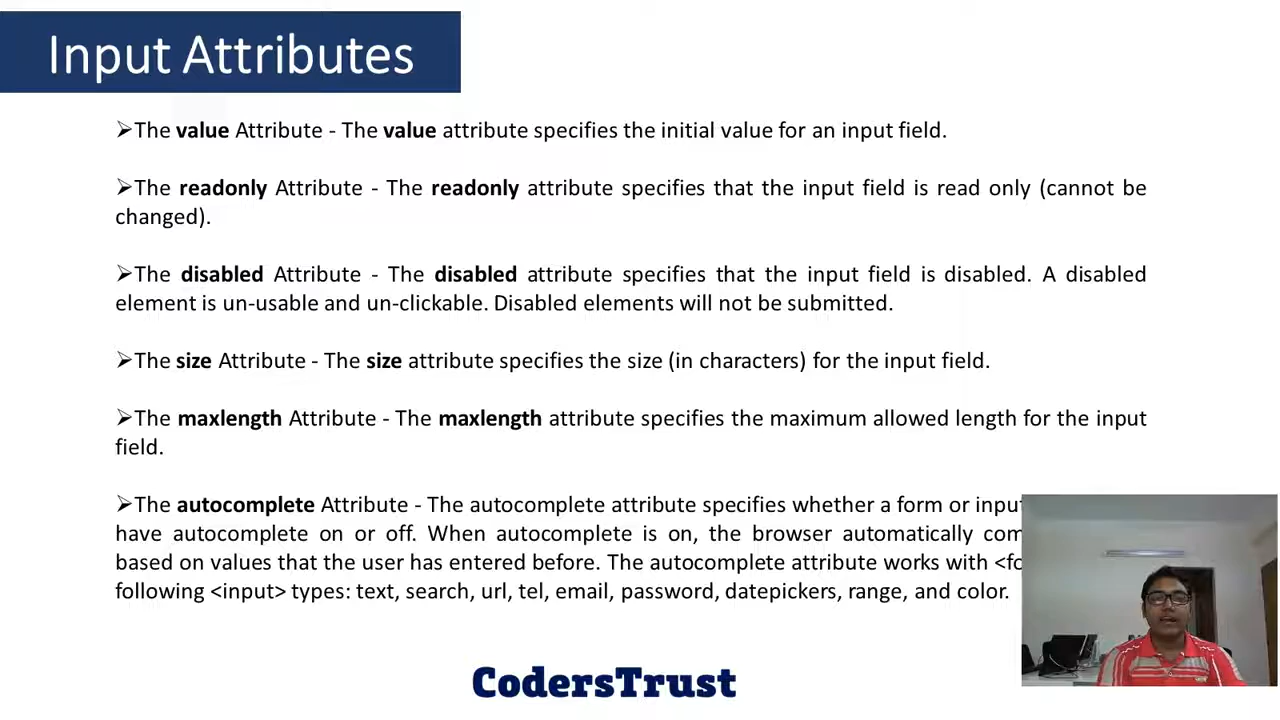 Input Attributes
➢The value Attribute - The value attribute specifies the initial value for an input field.
➢The readonly Attribute - The readonly attribute specifies that the input field is read only (cannot be
changed).
➢The disabled Attribute - The disabled attribute specifies that the input field is disabled. A disabled
element is un-usable and un-clickable. Disabled elements will not be submitted.
➢The size Attribute - The size attribute specifies the size (in characters) for the input field.
➢The maxlength Attribute - The maxlength attribute specifies the maximum allowed length for the input
field.
➢The autocomplete Attribute - The autocomplete attribute specifies whether a form or input
have autocomplete on or off. When autocomplete is on, the browser automatically
based on values that the user has entered before. The autocomplete attribute works with
following <input> types: text, search, url, tel, email, password, datepickers, range, and color.
CodersTrust